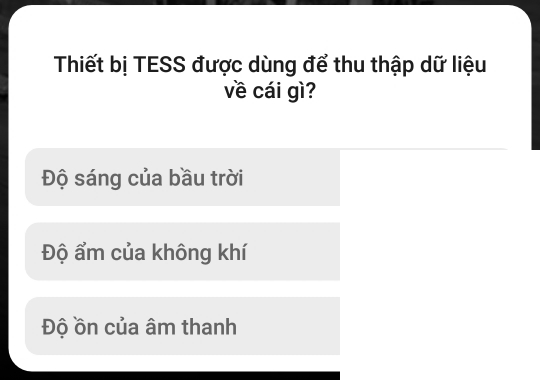 Thiết bị TESS được dùng để thu thập dữ liệu
về cái gì?
Độ sáng của bầu trời
Độ ẩm của không khí
Độ ồn của âm thanh